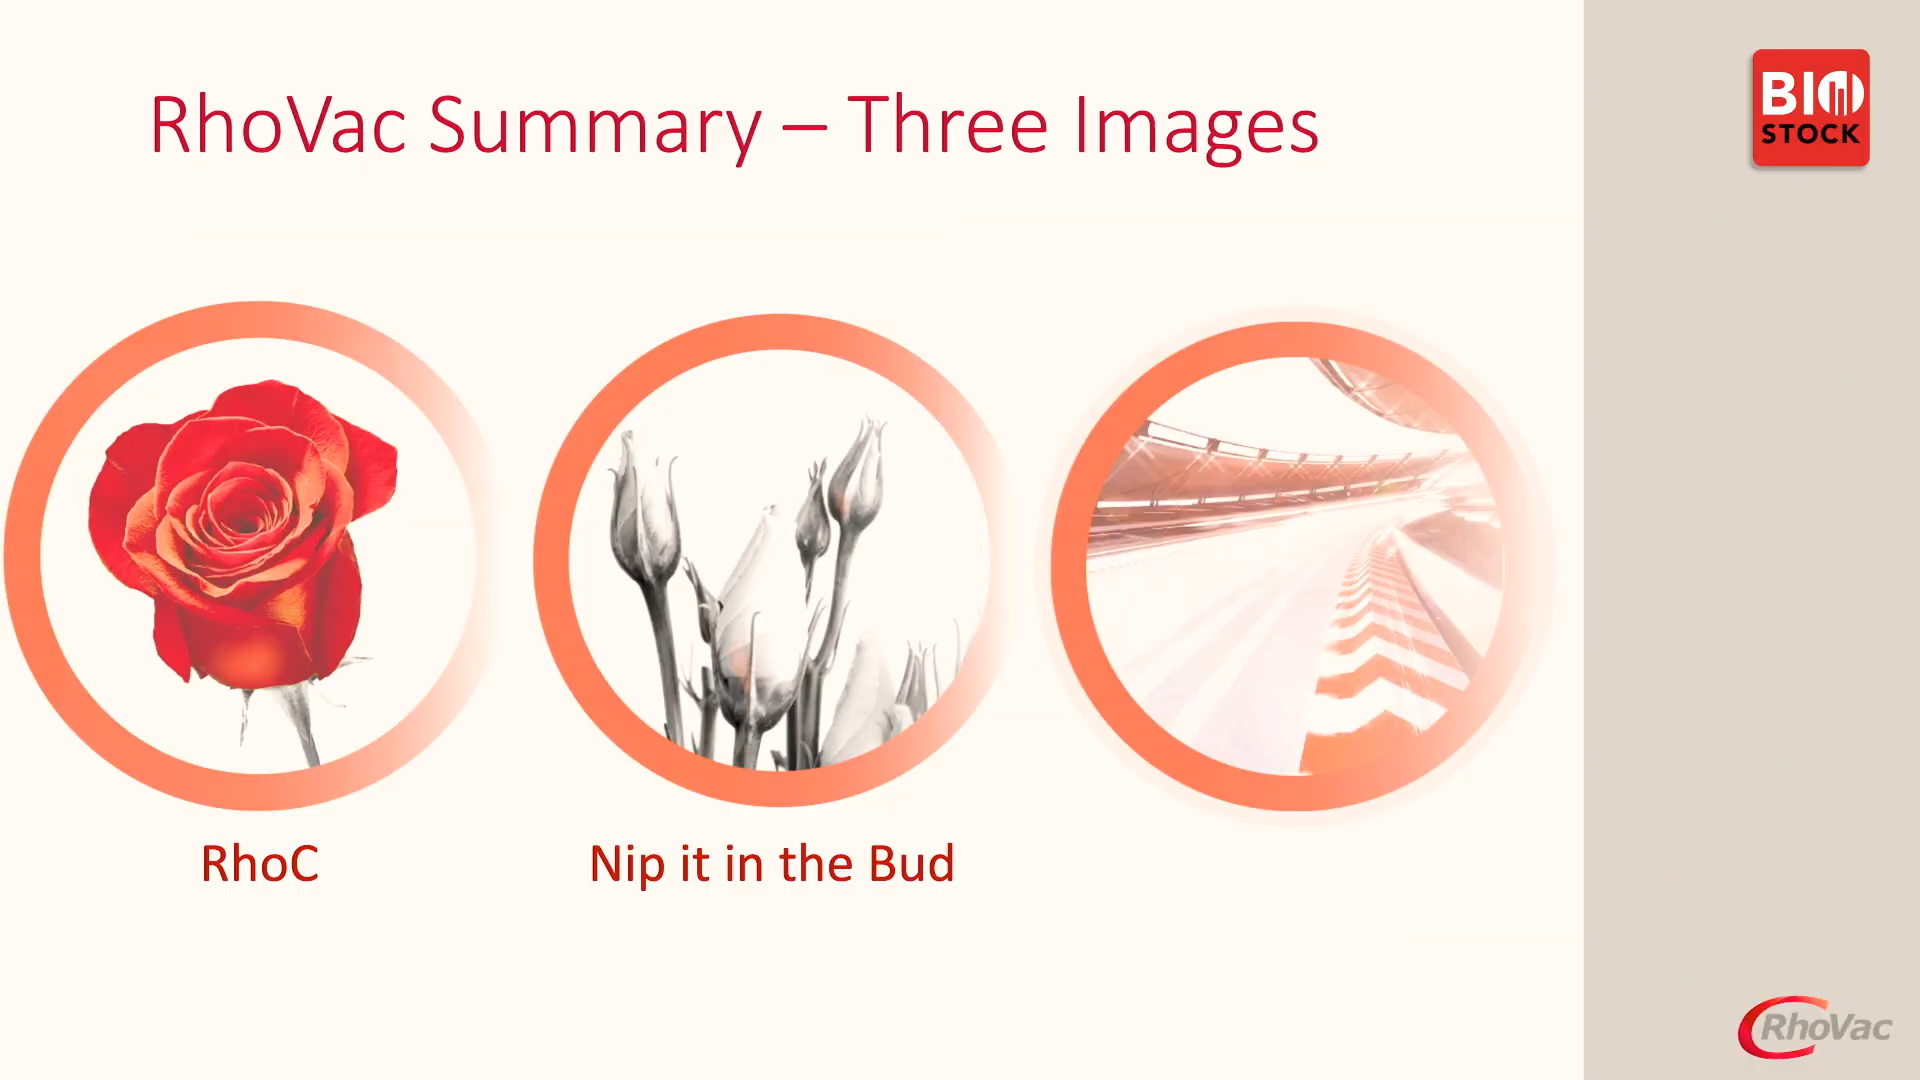 RhoVac Summary – Three Images
BIO
STOCK
RhoC
Nip it in the Bud
RhoVac